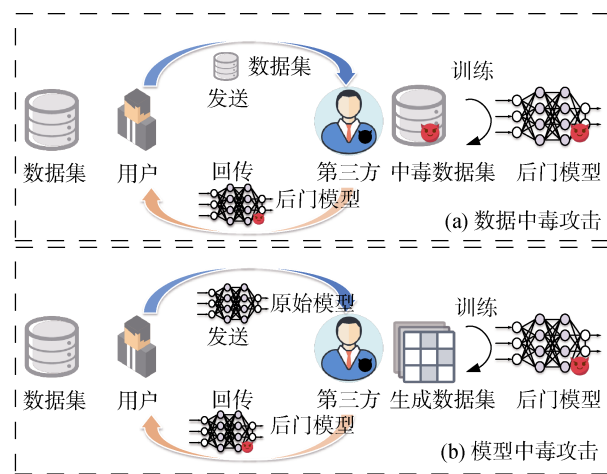 数据集
发送
训练
数据集
用户
回传
第三方
中毒数据集
后门模型
后门模型
(a) 数据中毒攻击
原始模型
发送
训练
数据集
用户
回传
第三方
生成数据集
后门模型
后门模型
(b) 模型中毒攻击